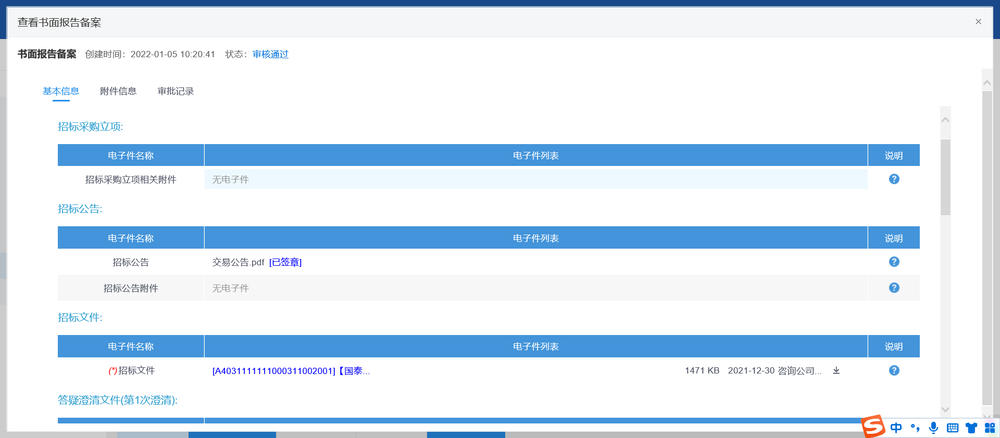 查看书面报告备案 ×
书面报告备案 创建时间：2022-01-05 10:20:41 状态：审核通过
基本信息 附件信息 审批记录
招标采购立项:
电子件名称 电子件列表 说明
招标采购立项相关附件 无电子件 ?
招标公告:
电子件名称 电子件列表 说明
招标公告 交易公告.pdf [已签章] ?
招标公告附件 无电子件 ?
招标文件:
电子件名称 电子件列表 说明
(*)招标文件 [A4031111111000311002001]【国泰... 1471 KB 2021-12-30 咨询公司... ?
答疑澄清文件(第1次澄清):
S 中 °,